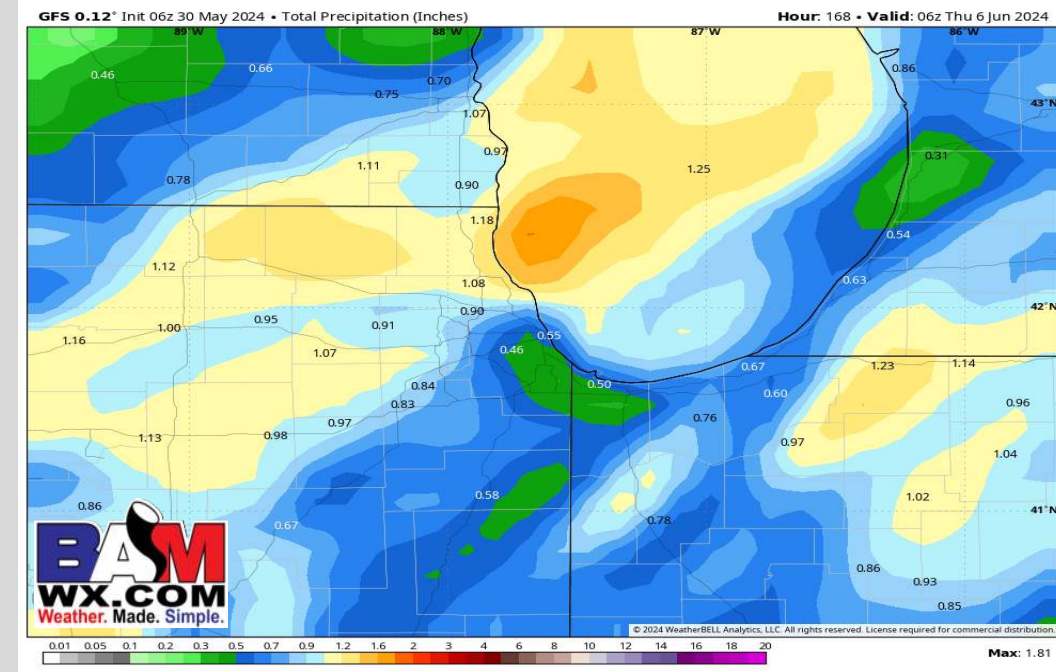 GFS 0.12° Init 06z 30 May 2024 • Total Precipitation (Inches) Hour: 168 • Valid: 06z Thu 6 Jun 2024
89°W 88°W 87°W 86°W
0.46 0.66 0.70 0.86
0.75 43°N
1.07
0.97 0.31
1.11 1.25
0.78 0.90
1.18
0.54
1.12
1.08 0.63
0.90 42°N
1.00 0.95 0.91
1.16 0.55
0.46
1.07 0.67 1.23 1.14
0.84 0.50
0.83 0.60 0.96
0.97 0.76
1.13 0.98 0.97
1.04
0.58 1.02
0.86 41°N
0.67 0.78
0.86
0.93
0.85
BAM
WX.COM
Weather. Made. Simple.
© 2024 WeatherBELL Analytics, LLC. All rights reserved. License required for commercial distribution.
0.01 0.05 0.1 0.2 0.3 0.5 0.7 0.9 1.2 1.6 2 3 4 6 8 10 12 14 16 18 20
Max: 1.81